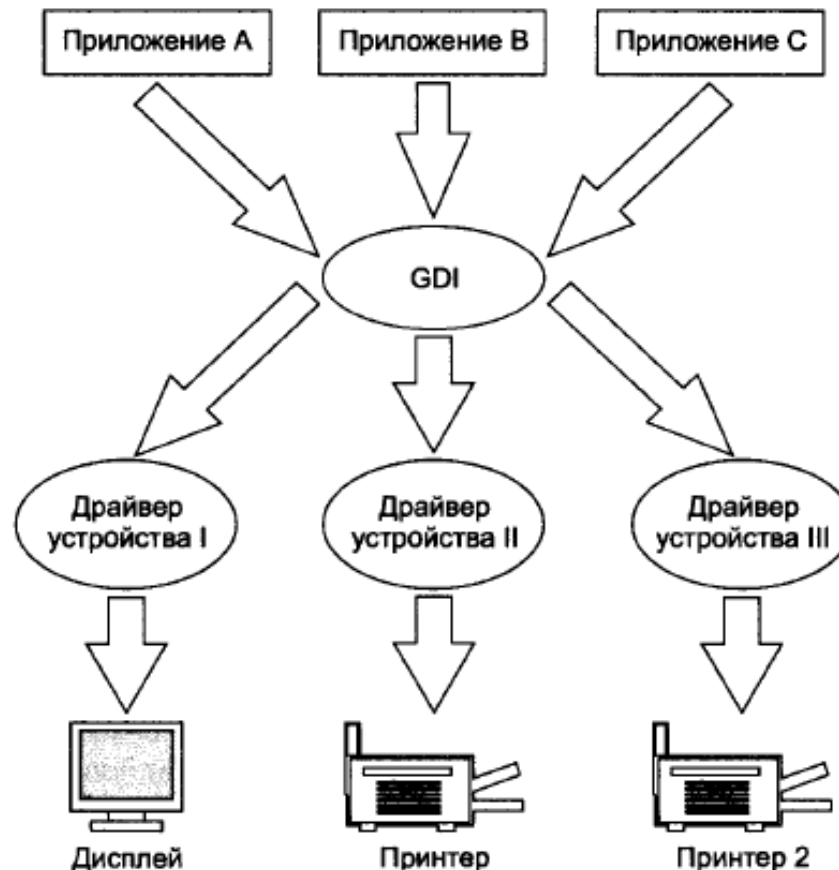 Приложение A
Приложение B
Приложение C
GDI
Драйвер
устройства I
Драйвер
устройства II
Драйвер
устройства III
Дисплей
Принтер
Принтер 2